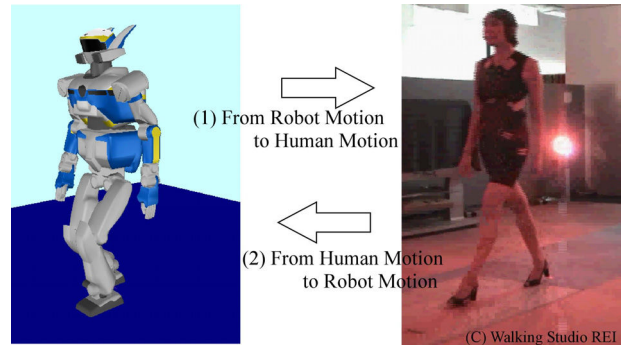 (1) From Robot Motion
to Human Motion
(2) From Human Motion
to Robot Motion
(C) Walking Studio REI